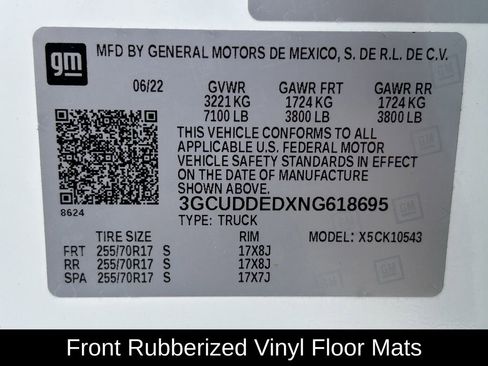 gm
MFD BY GENERAL MOTORS DE MEXICO, S. DE R.L. DE C.V.
06/22 GVWR GAWR FRT GAWR RR
3221 KG 1724 KG 1724 KG
7100 LB 3800 LB 3800 LB
THIS VEHICLE CONFORMS TO ALL
APPLICABLE U.S. FEDERAL MOTOR
VEHICLE SAFETY STANDARDS IN EFFECT
ON THE DATE OF MANUFACTURE
SHOWN ABOVE.
8624 3GCUDDEDXNG618695
TYPE: TRUCK MODEL: X5CK10543
TIRE SIZE RIM
FRT 255/70R17 S 17X8J
RR 255/70R17 S 17X8J
SPA 255/70R17 S 17X7J
Front Rubberized Vinyl Floor Mats